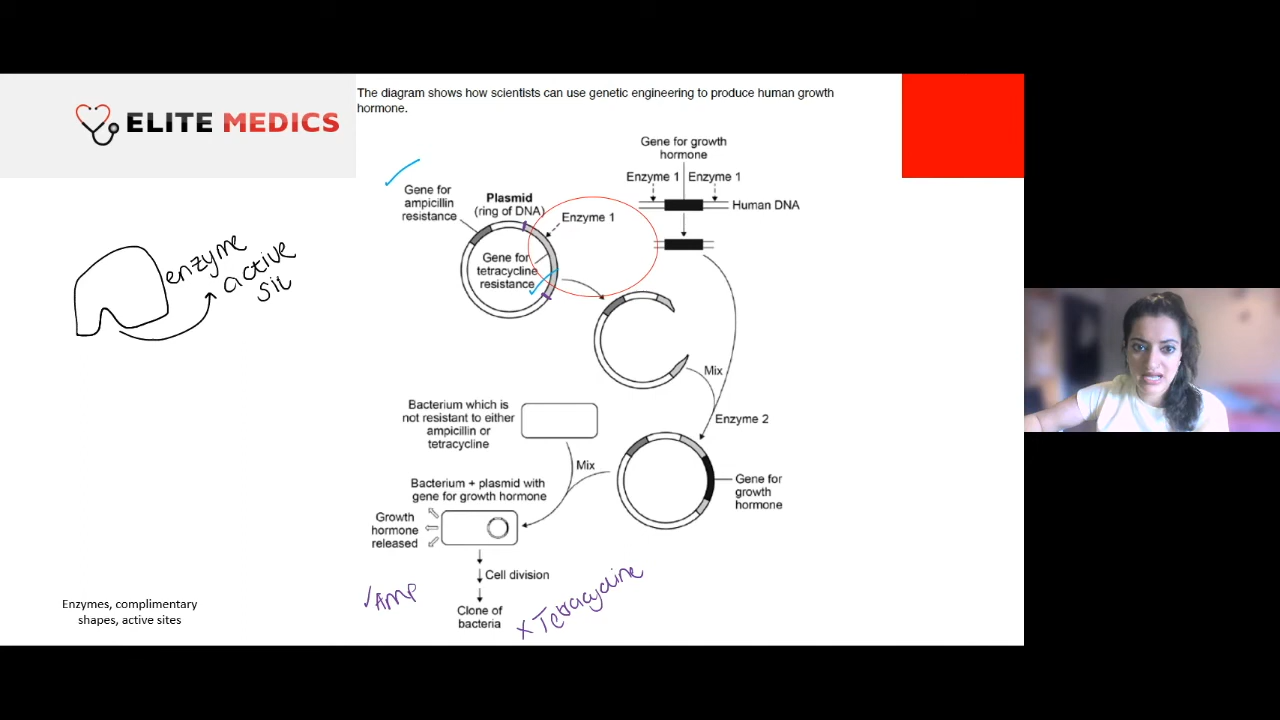 The diagram shows how scientists can use genetic engineering to produce human growth
hormone.
ELITE MEDICS
Gene for growth
hormone
Enzyme 1
Enzyme 1
Human DNA
Gene for
ampicillin
resistance
Plasmid
(ring of DNA)
Enzyme 1
Gene for
tetracycline
resistance
enzyme
active
Mix
Enzyme 2
Bacterium which is
not resistant to either
ampicillin or
tetracycline
Mix
Gene for
growth
hormone
Bacterium + plasmid with
gene for growth hormone
Growth
hormone
released
Cell division
Clone of
bacteria
Amp
Tetracycline
Enzymes, complimentary
shapes, active sites